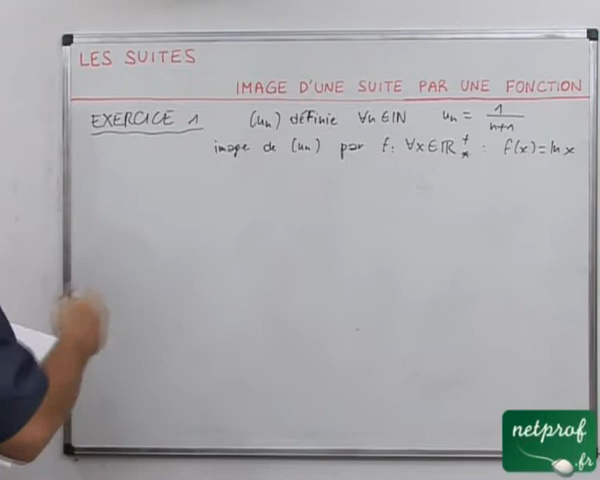 LES SUITES
IMAGE D'UNE SUITE PAR UNE FONCTION
EXERCICE 1 (uₙ) définie ∀n∈ℕ uₙ = 1/(n+1)
image de (uₙ) par f: ∀x∈ℝ⁺* : f(x)=ln x
netprof
.fr